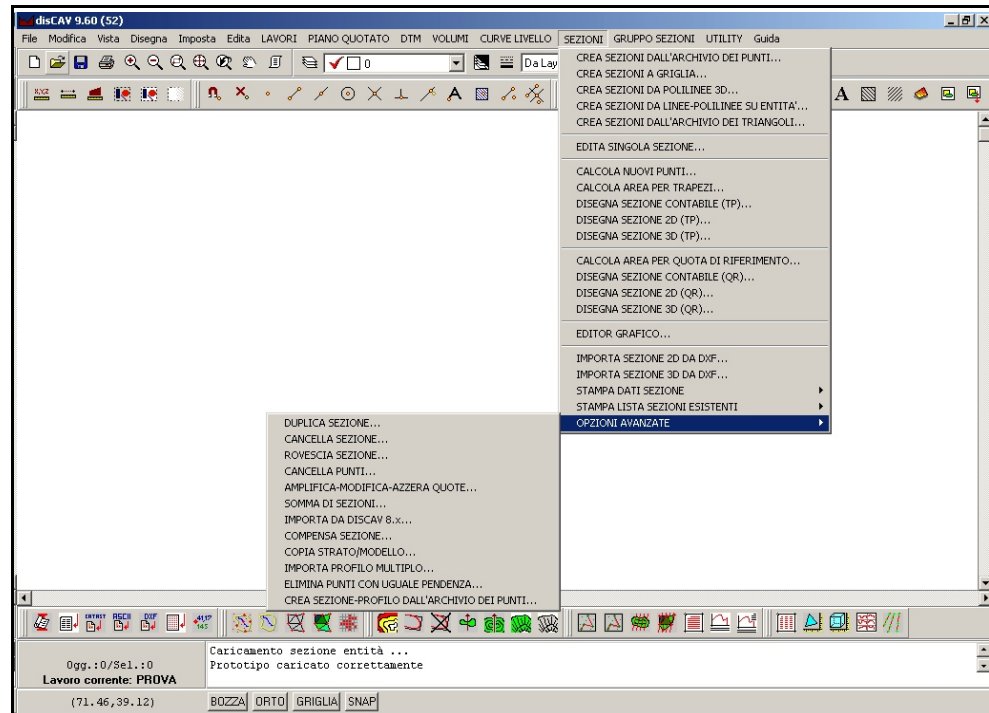 disCAV 9.60 (52)
File Modifica Vista Disegna Imposta Edita LAVORI PIANO QUOTATO DTM VOLUMI CURVE LIVELLO SEZIONI GRUPPO SEZIONI UTILITY Guida
0
Da Lay
CREA SEZIONI DALL'ARCHIVIO DEI PUNTI...
CREA SEZIONI A GRIGLIA...
CREA SEZIONI DA POLILINEE 3D...
CREA SEZIONI DA LINEE-POLILINEE SU ENTITA'...
CREA SEZIONI DALL'ARCHIVIO DEI TRIANGOLI...
EDITA SINGOLA SEZIONE...
CALCOLA NUOVI PUNTI...
CALCOLA AREA PER TRAPEZI...
DISEGNA SEZIONE CONTABILE (TP)...
DISEGNA SEZIONE 2D (TP)...
DISEGNA SEZIONE 3D (TP)...
CALCOLA AREA PER QUOTA DI RIFERIMENTO...
DISEGNA SEZIONE CONTABILE (QR)...
DISEGNA SEZIONE 2D (QR)...
DISEGNA SEZIONE 3D (QR)...
EDITOR GRAFICO...
IMPORTA SEZIONE 2D DA DXF...
IMPORTA SEZIONE 3D DA DXF...
STAMPA DATI SEZIONE
STAMPA LISTA SEZIONI ESISTENTI
OPZIONI AVANZATE
DUPLICA SEZIONE...
CANCELLA SEZIONE...
ROVESCIA SEZIONE...
CANCELLA PUNTI...
AMPLIFICA-MODIFICA-AZZERA QUOTE...
SOMMA DI SEZIONI...
IMPORTA DA DISCAV 8.x...
COMPENSA SEZIONE...
COPIA STRATO/MODELLO...
IMPORTA PROFILO MULTIPLO...
ELIMINA PUNTI CON UGUALE PENDENZA...
CREA SEZIONE-PROFILO DALL'ARCHIVIO DEI PUNTI...
Caricamento sezione entità ...
Prototipo caricato correttamente
Ogg.:0/Sel.:0
Lavoro corrente: PROVA
(71.46,39.12)
BOZZA ORTO GRIGLIA SNAP